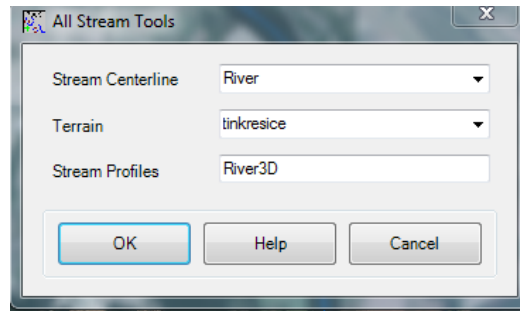 All Stream Tools
Stream Centerline River
Terrain tinkresice
Stream Profiles River3D
OK Help Cancel